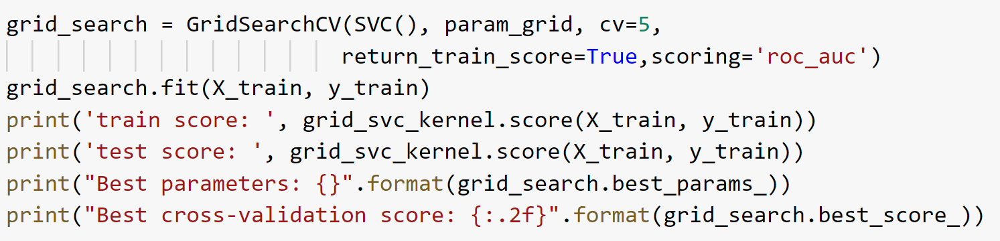 grid_search = GridSearchCV(SVC(), param_grid, cv=5,
return_train_score=True,scoring='roc_auc')
grid_search.fit(X_train, y_train)
print('train score: ', grid_svc_kernel.score(X_train, y_train))
print('test score: ', grid_svc_kernel.score(X_train, y_train))
print("Best parameters: {}".format(grid_search.best_params_))
print("Best cross-validation score: {:.2f}".format(grid_search.best_score_))